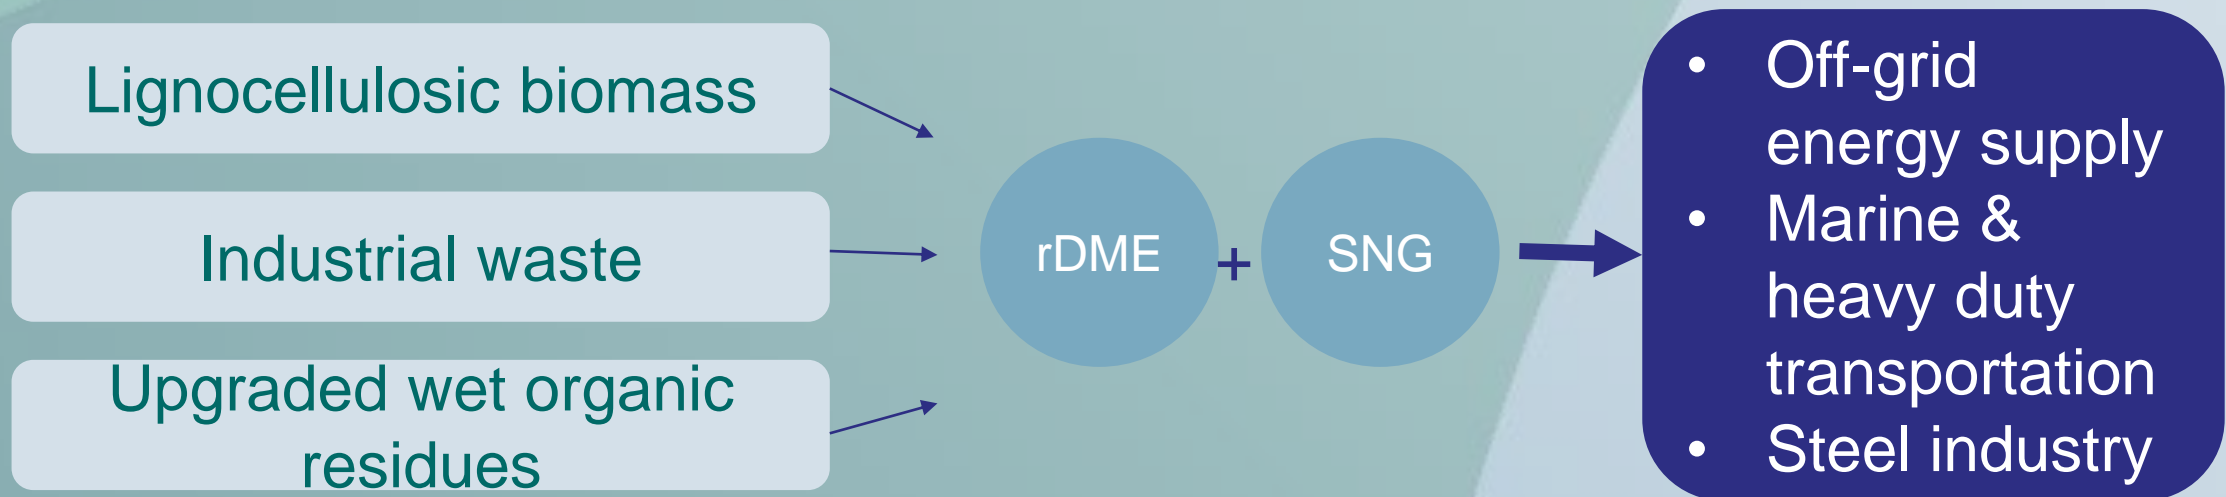 Lignocellulosic biomass
Industrial waste
Upgraded wet organic
residues
rDME
+
SNG
• Off-grid
energy supply
• Marine &
heavy duty
transportation
• Steel industry